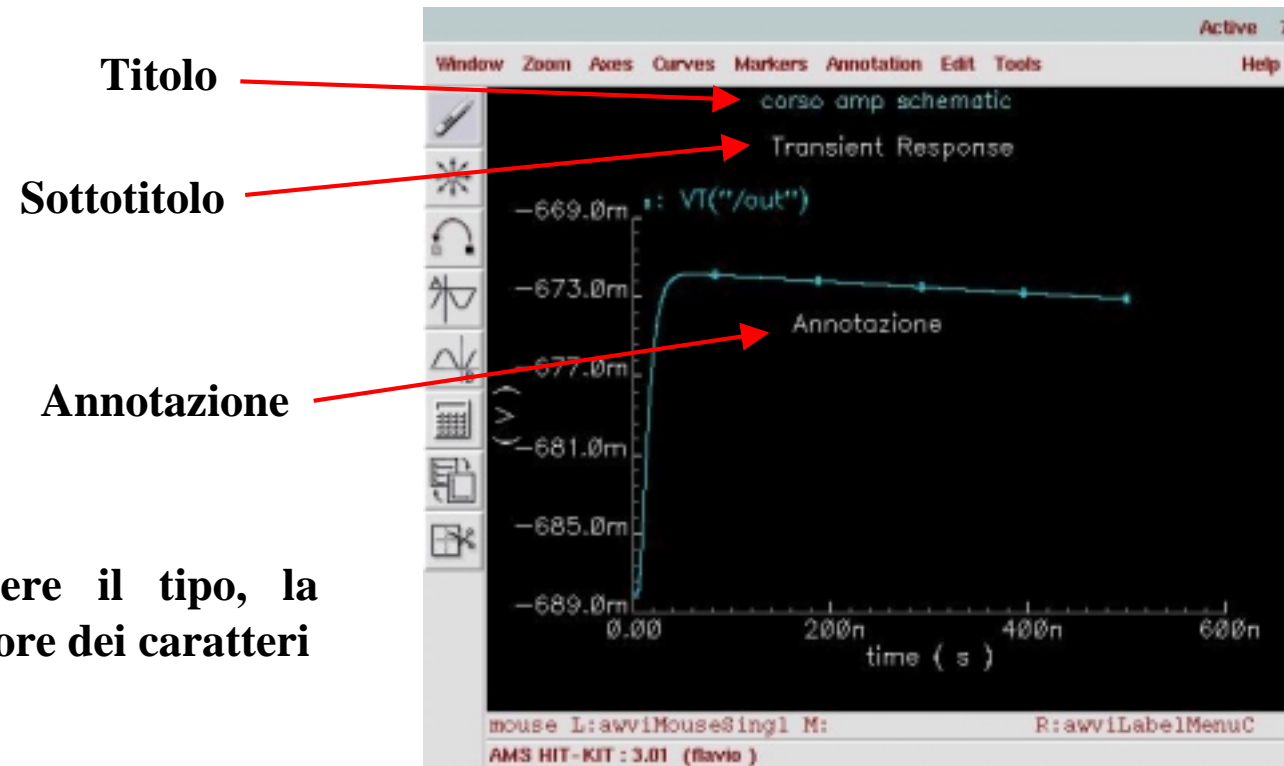 Active
Window Zoom Axes Curves Markers Annotation Edit Tools Help
Titolo
corso amp schematic
Transient Response
Sottotitolo
VT("/out")
-669.0m
-673.0m
Annotazione
-677.0m
Annotazione
( V )
-681.0m
-685.0m
ere il tipo, la
-689.0m
ore dei caratteri
0.00 200n 400n 600n
time ( s )
mouse L:awviMouseSingl M: R:awviLabelMenuC
AMS HIT-KIT : 3.01 (flavio )